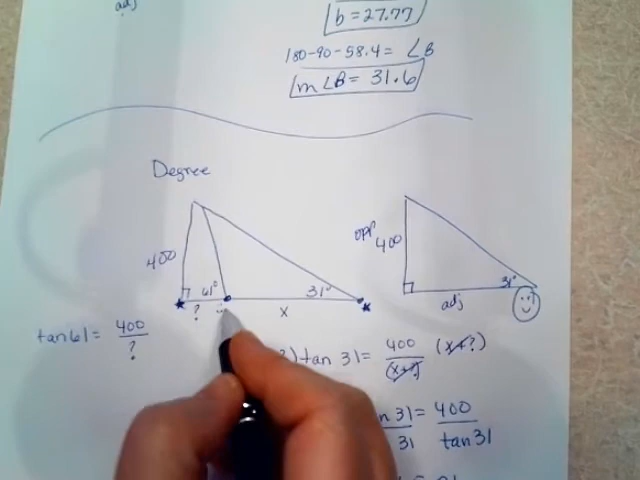 adj
b = 27.77
180-90-58.4 = ∠B
m∠B = 31.6
Degree
400
61°
31°
?
x
opp 400
31°
adj
tan 61 = 400/?
tan 31 = 400/(x+?) (x+?)
31 = 400
31 tan 31